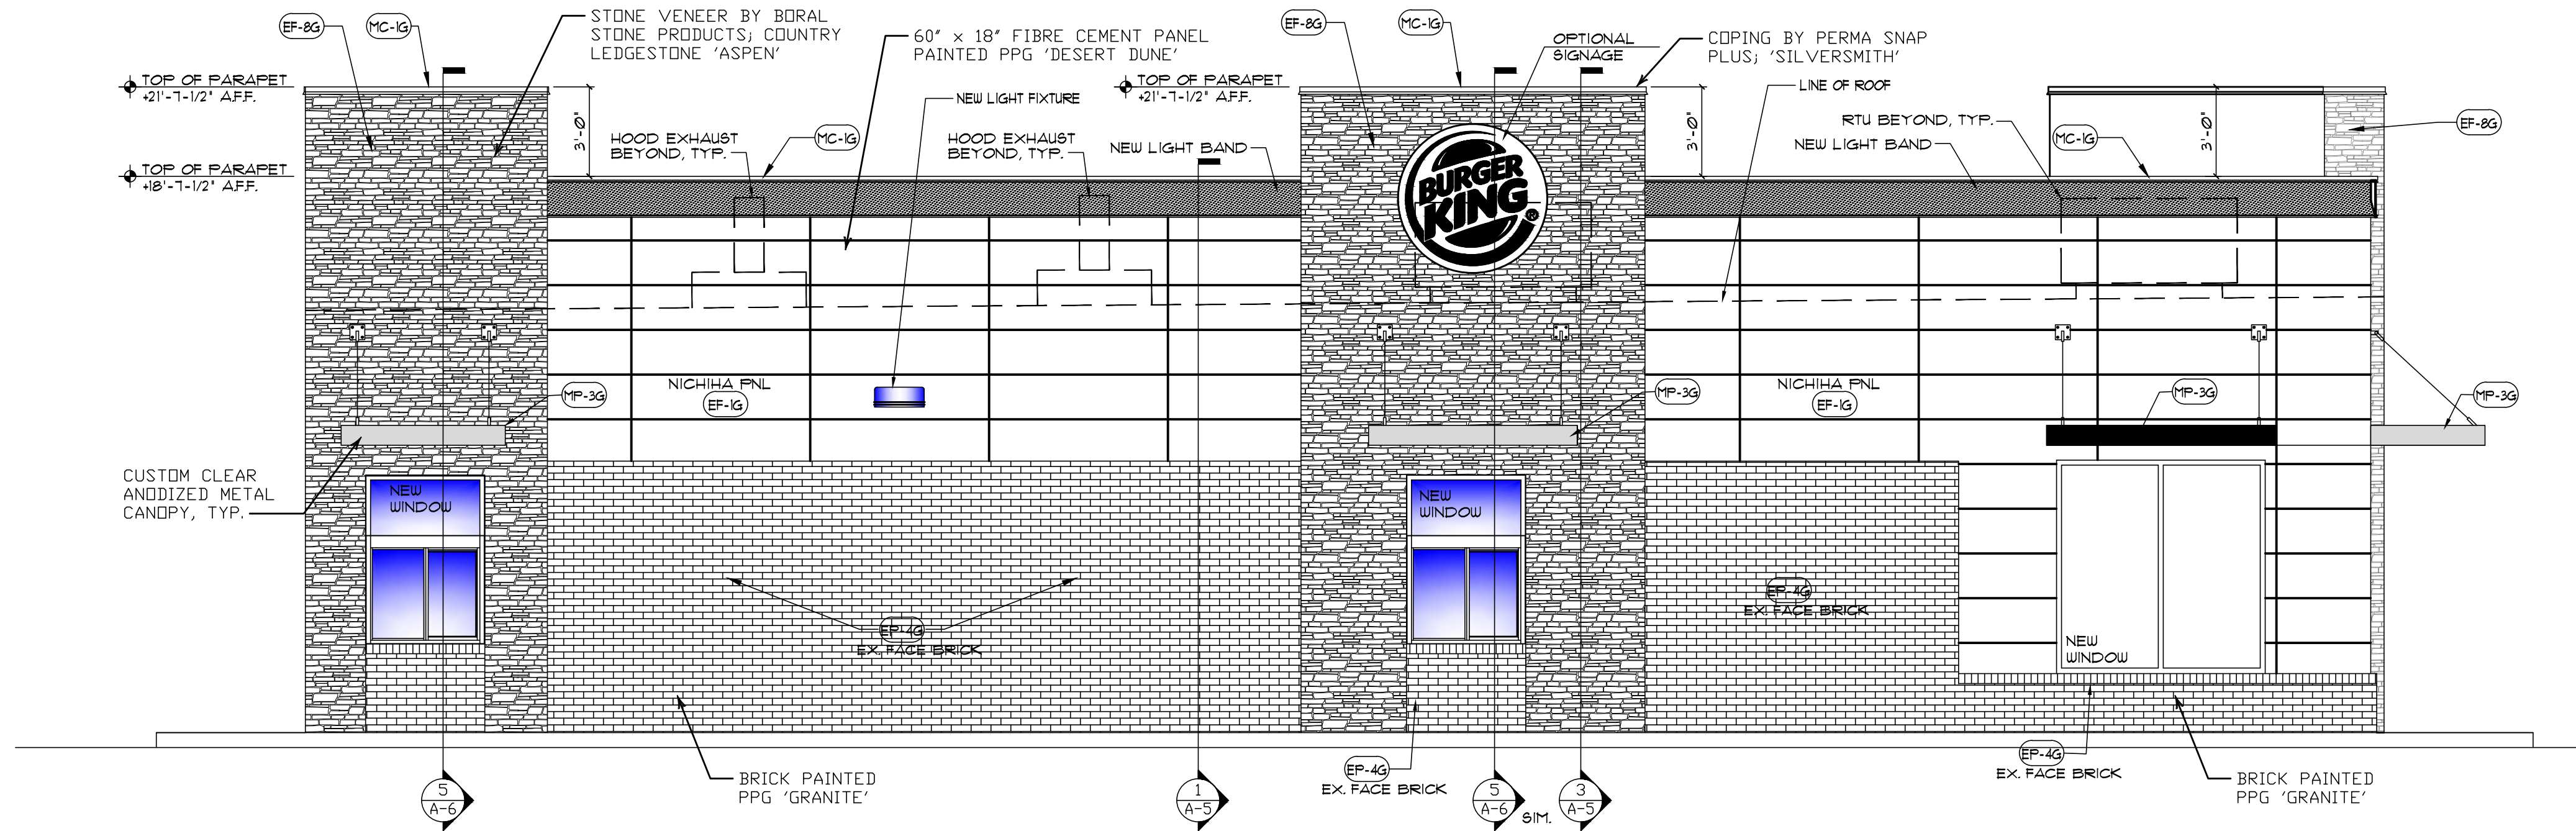 EF-8G
MC-1G
STONE VENEER BY BORAL
STONE PRODUCTS; COUNTRY
LEDGESTONE 'ASPEN'
60" x 18" FIBRE CEMENT PANEL
PAINTED PPG 'DESERT DUNE'
EF-8G
MC-1G
OPTIONAL
SIGNAGE
COPING BY PERMA SNAP
PLUS; 'SILVERSMITH'
TOP OF PARAPET
+21'-7-1/2" A.F.F.
TOP OF PARAPET
+21'-7-1/2" A.F.F.
LINE OF ROOF
NEW LIGHT FIXTURE
3'-0"
HOOD EXHAUST
BEYOND, TYP.
MC-1G
HOOD EXHAUST
BEYOND, TYP.
NEW LIGHT BAND
3'-0"
RTU BEYOND, TYP.
NEW LIGHT BAND
MC-1G
3'-0"
EF-8G
TOP OF PARAPET
+18'-7-1/2" A.F.F.
BURGER
KING
®
NICHIHA PNL
EF-1G
MP-3G
MP-3G
NICHIHA PNL
EF-1G
MP-3G
MP-3G
CUSTOM CLEAR
ANODIZED METAL
CANOPY, TYP.
NEW
WINDOW
NEW
WINDOW
EP-4G
EX. FACE BRICK
EP-4G
EX. FACE BRICK
NEW
WINDOW
BRICK PAINTED
PPG 'GRANITE'
EP-4G
EX. FACE BRICK
EP-4G
EX. FACE BRICK
BRICK PAINTED
PPG 'GRANITE'
5
A-6
1
A-5
5
A-6
SIM.
3
A-5